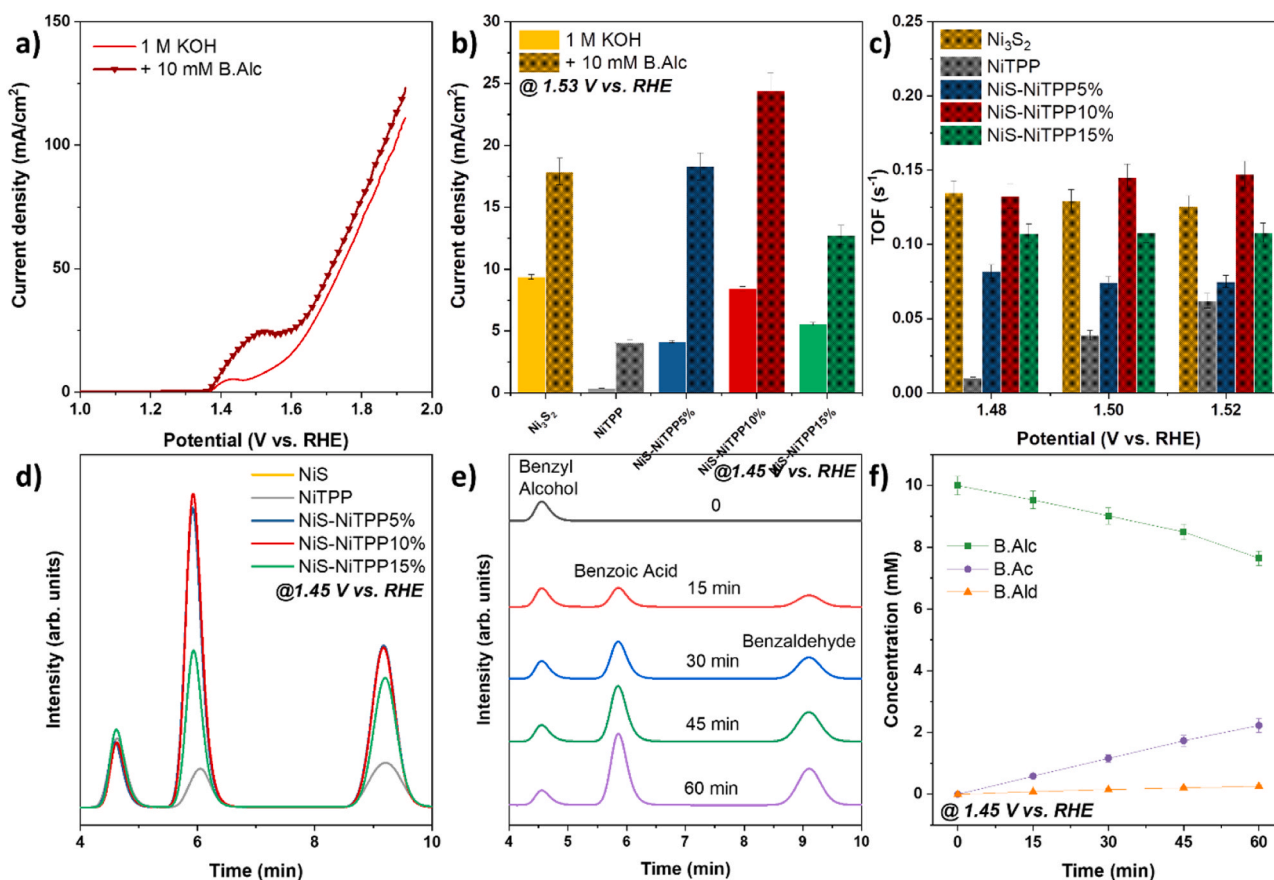 a)
150
100
50
0
Current density (mA/cm²)
1 M KOH
+ 10 mM B.Alc
1.0 1.2 1.4 1.6 1.8 2.0
Potential (V vs. RHE)
b)
30
25
20
15
10
5
0
Current density (mA/cm²)
1 M KOH
+ 10 mM B.Alc
@ 1.53 V vs. RHE
Ni₃S₂ NiTPP NiS-NiTPP5% NiS-NiTPP10% NiS-NiTPP15%
c)
0.25
0.20
0.15
0.10
0.05
0.00
TOF (s⁻¹)
Ni₃S₂
NiTPP
NiS-NiTPP5%
NiS-NiTPP10%
NiS-NiTPP15%
1.48 1.50 1.52
Potential (V vs. RHE)
d)
Intensity (arb. units)
NiS
NiTPP
NiS-NiTPP5%
NiS-NiTPP10%
NiS-NiTPP15%
@1.45 V vs. RHE
4 6 8 10
Time (min)
e)
Intensity (arb. units)
@1.45 V vs. RHE
Benzyl
Alcohol
0
Benzoic Acid
15 min
Benzaldehyde
30 min
45 min
60 min
4 5 6 7 8 9 10
Time (min)
f)
10
8
6
4
2
0
Concentration (mM)
B.Alc
B.Ac
B.Ald
@ 1.45 V vs. RHE
0 15 30 45 60
Time (min)